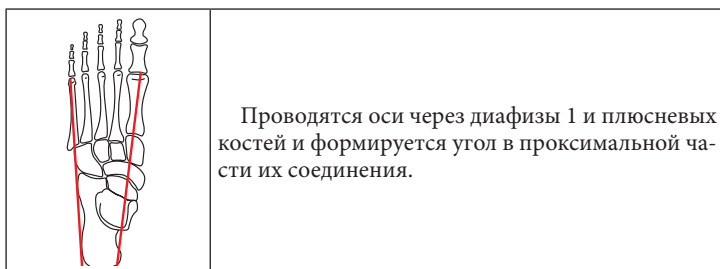 Проводятся оси через диафизы 1 и плюсневых
костей и формируется угол в проксимальной ча-
сти их соединения.